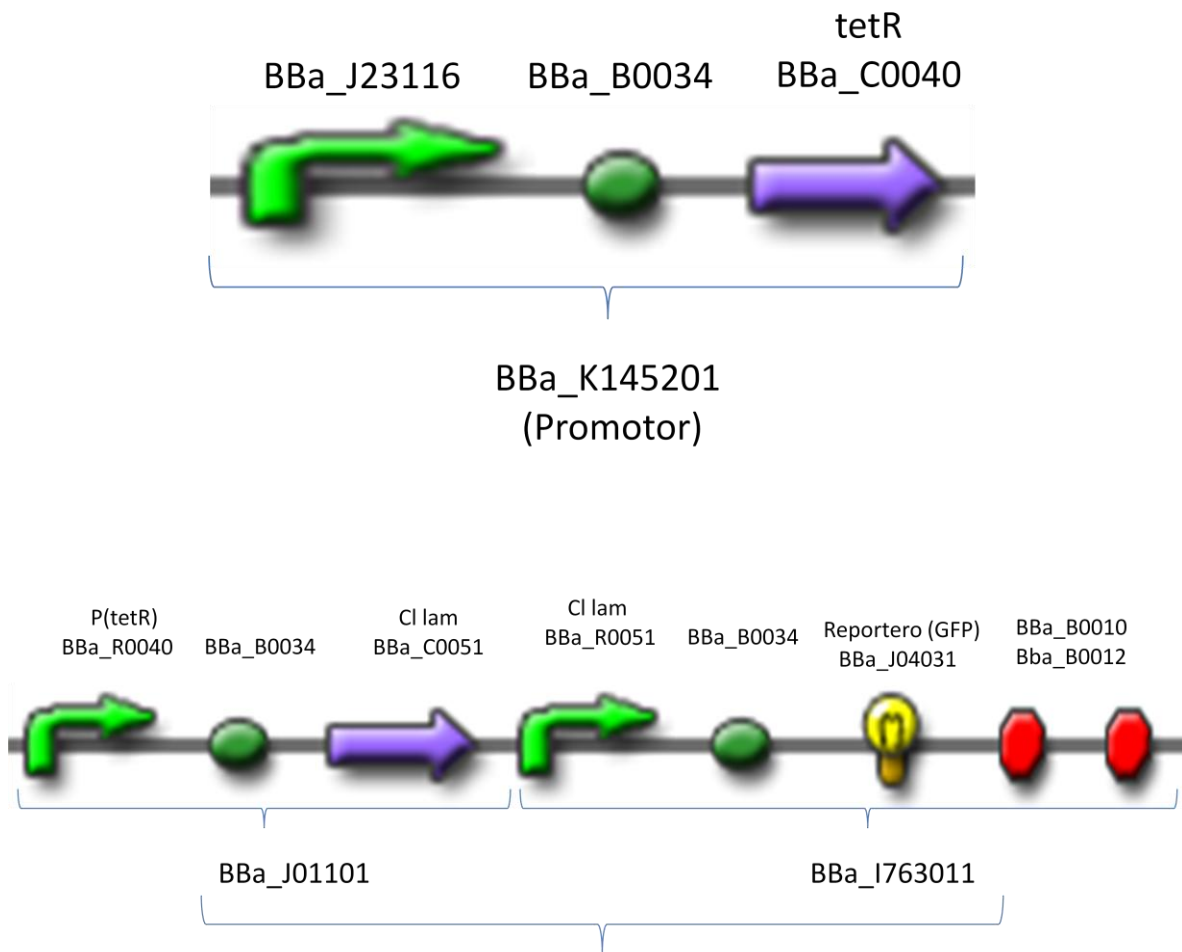 tetR
BBa_J23116 BBa_B0034 BBa_C0040
BBa_K145201
(Promotor)
P(tetR) BBa_R0040
BBa_B0034
Cl lam
BBa_C0051
Cl lam
BBa_R0051
BBa_B0034
Reportero (GFP)
BBa_J04031
BBa_B0010
Bba_B0012
BBa_J01101
BBa_I763011